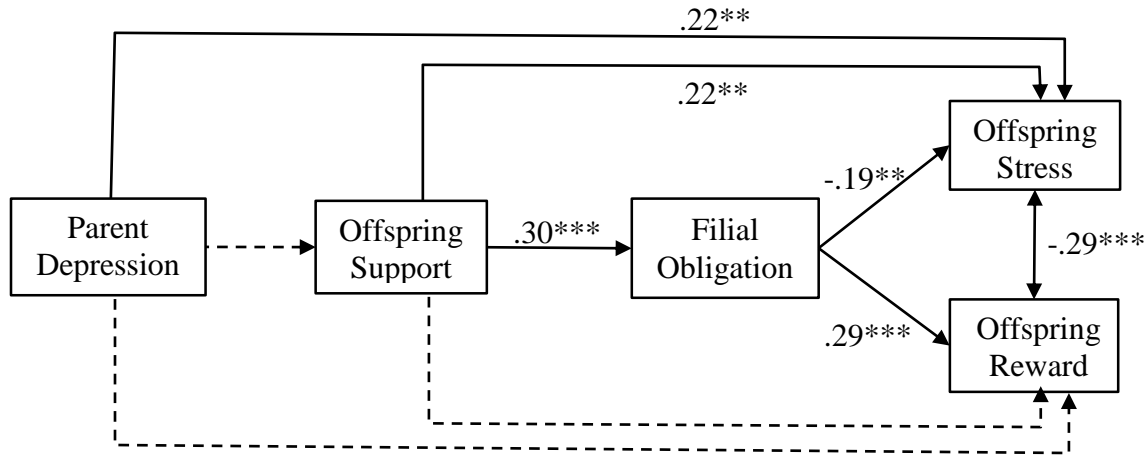 .22**
.22**
Offspring
Stress
-.19**
Parent
Depression
Offspring
Support
.30***
Filial
Obligation
-.29***
.29***
Offspring
Reward